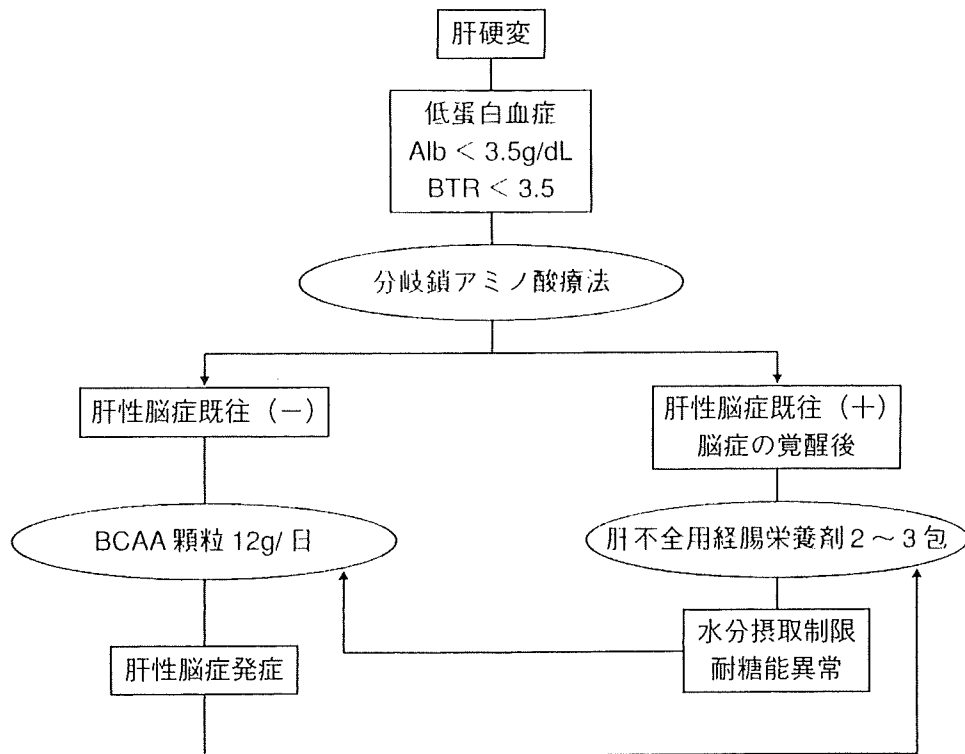 肝硬変
低蛋白血症
Alb < 3.5g/dL
BTR < 3.5
分岐鎖アミノ酸療法
肝性脳症既往（−）
肝性脳症既往（＋）
脳症の覚醒後
BCAA 顆粒 12g/ 日
肝不全用経腸栄養剤 2 〜 3 包
水分摂取制限
耐糖能異常
肝性脳症発症